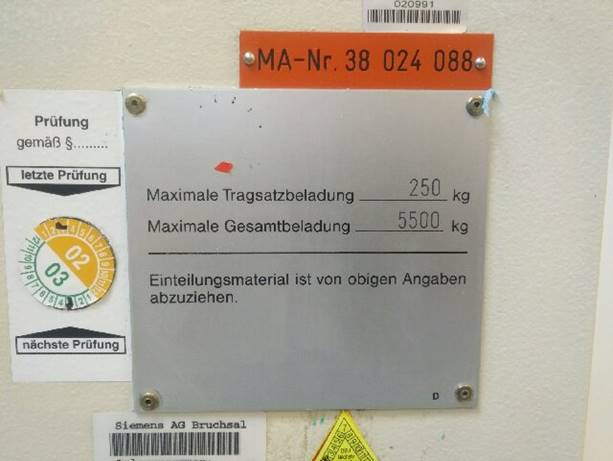 020991
MA-Nr. 38 024 088
Prüfung
gemäß §.........
letzte Prüfung
02
03
nächste Prüfung
Maximale Tragsatzbeladung 250 kg
Maximale Gesamtbeladung 5500 kg
Einteilungsmaterial ist von obigen Angaben
abzuziehen.
D
Siemens AG Bruchsal